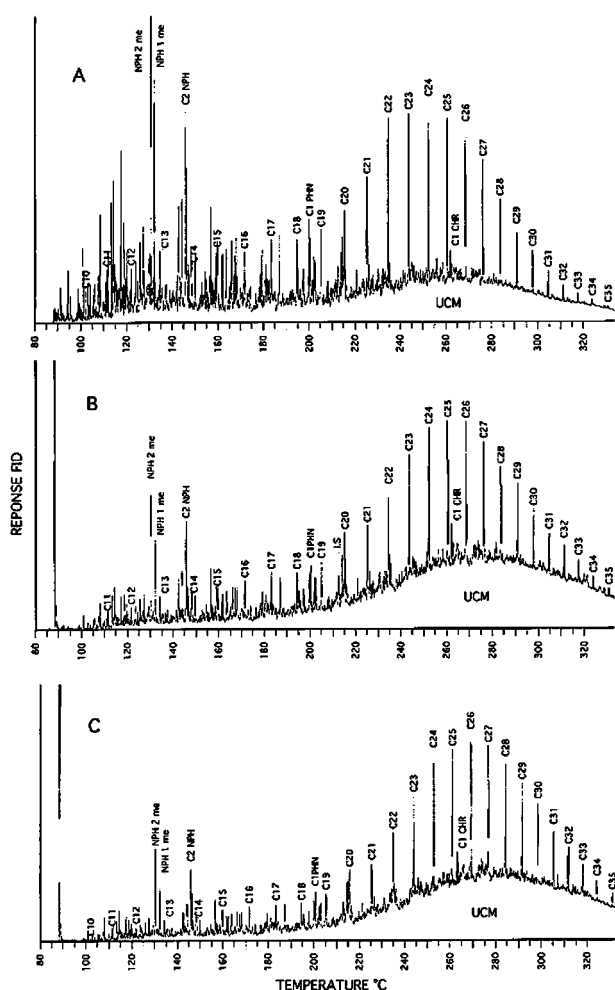 A
NPH 2 me
NPH 1 me
C2 NPH
C10
C11
C12
C13
C14
C15
C16
C17
C18
C1 PHN
C19
C20
C21
C22
C23
C24
C25
C26
C1 CHR
C27
C28
C29
C30
C31
C32
C33
C34
C35
UCM
80 100 120 140 160 180 200 220 240 260 280 300 320
B
NPH 2 me
NPH 1 me
C2 NPH
C11
C12
C13
C14
C15
C16
C17
C18
C1PHN
C19
I.S
C20
C21
C22
C23
C24
C25
C1 CHR
C26
C27
C28
C29
C30
C31
C32
C33
C34
C35
UCM
REPONSE FID
80 100 120 140 160 180 200 220 240 260 280 300 320
C
NPH 2 me
NPH 1 me
C2 NPH
C10
C11
C12
C13
C14
C15
C16
C17
C18
C1PHN
C19
C20
C21
C22
C23
C24
C25
C1 CHR
C26
C27
C28
C29
C30
C31
C32
C33
C34
C35
UCM
80 100 120 140 160 180 200 220 240 260 280 300 320
TEMPERATURE °C